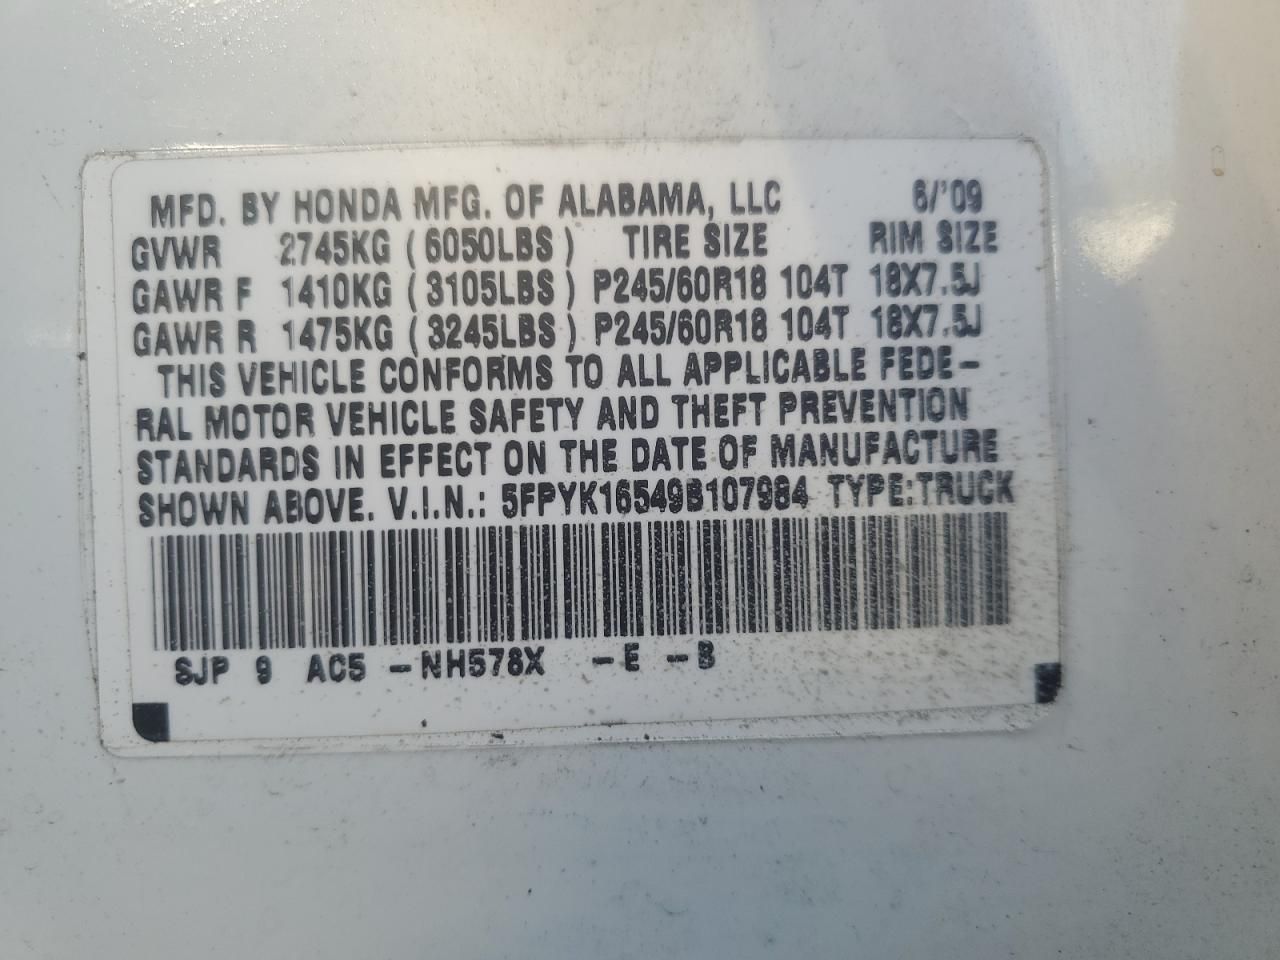 MFD. BY HONDA MFG. OF ALABAMA, LLC 6/'09
GVWR 2745KG ( 6050LBS ) TIRE SIZE RIM SIZE
GAWR F 1410KG ( 3105LBS ) P245/60R18 104T 18X7.5J
GAWR R 1475KG ( 3245LBS ) P245/60R18 104T 18X7.5J
THIS VEHICLE CONFORMS TO ALL APPLICABLE FEDE-
RAL MOTOR VEHICLE SAFETY AND THEFT PREVENTION
STANDARDS IN EFFECT ON THE DATE OF MANUFACTURE
SHOWN ABOVE. V.I.N.: 5FPYK16549B107984 TYPE:TRUCK
SJP 9 AC5 -NH578X -E -B